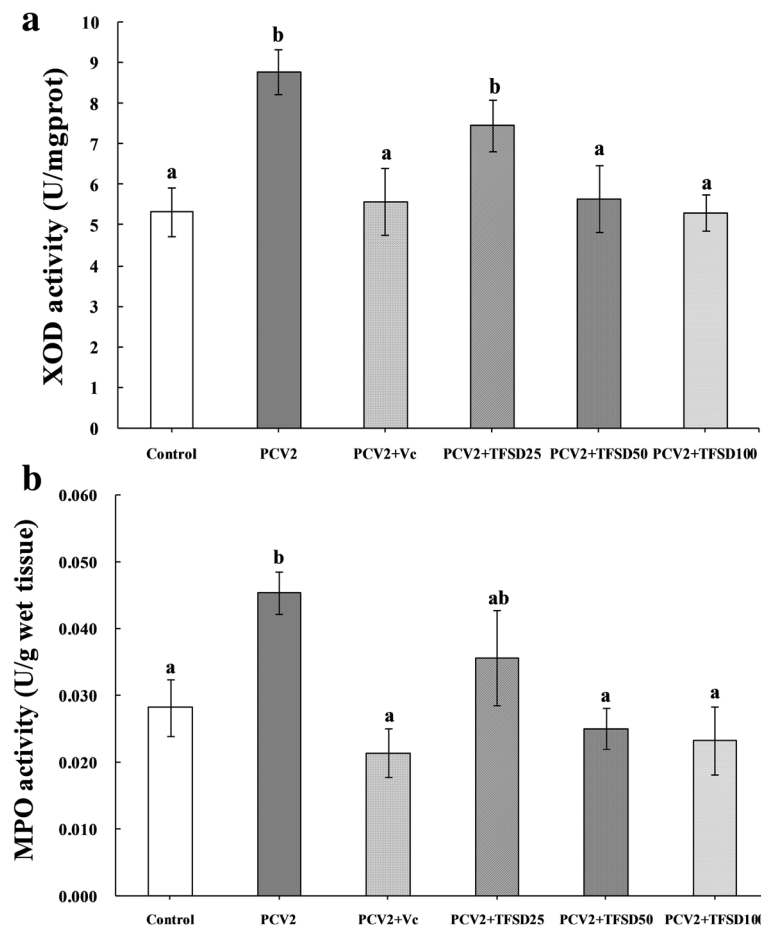 a
XOD activity (U/mgprot)
10
9
8
7
6
5
4
3
2
1
0
a
b
a
b
a
a
Control PCV2 PCV2+Vc PCV2+TFSD25 PCV2+TFSD50 PCV2+TFSD100
b
MPO activity (U/g wet tissue)
0.060
0.050
0.040
0.030
0.020
0.010
0.000
a
b
a
ab
a
a
Control PCV2 PCV2+Vc PCV2+TFSD25 PCV2+TFSD50 PCV2+TFSD100